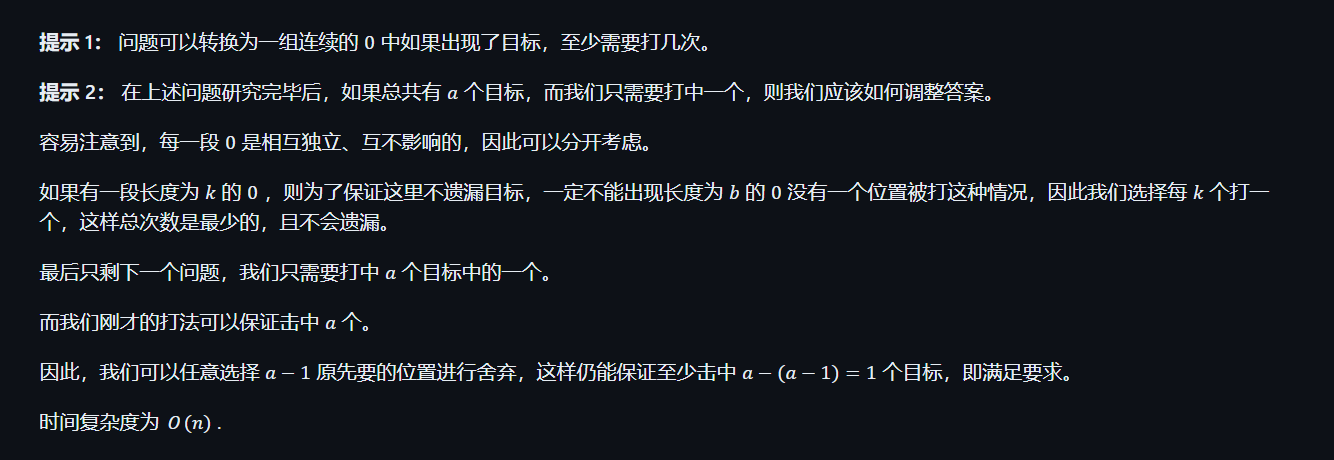 提示 1： 问题可以转换为一组连续的 0 中如果出现了目标，至少需要打几次。
提示 2： 在上述问题研究完毕后，如果总共有 a 个目标，而我们只需要打中一个，则我们应该如何调整答案。
容易注意到，每一段 0 是相互独立、互不影响的，因此可以分开考虑。
如果有一段长度为 k 的 0 ，则为了保证这里不遗漏目标，一定不能出现长度为 b 的 0 没有一个位置被打这种情况，因此我们选择每 k 个打一
个，这样总次数是最少的，且不会遗漏。
最后只剩下一个问题，我们只需要打中 a 个目标中的一个。
而我们刚才的打法可以保证击中 a 个。
因此，我们可以任意选择 a − 1 原先要的位置进行舍弃，这样仍能保证至少击中 a − (a − 1) = 1 个目标，即满足要求。
时间复杂度为 O(n) .